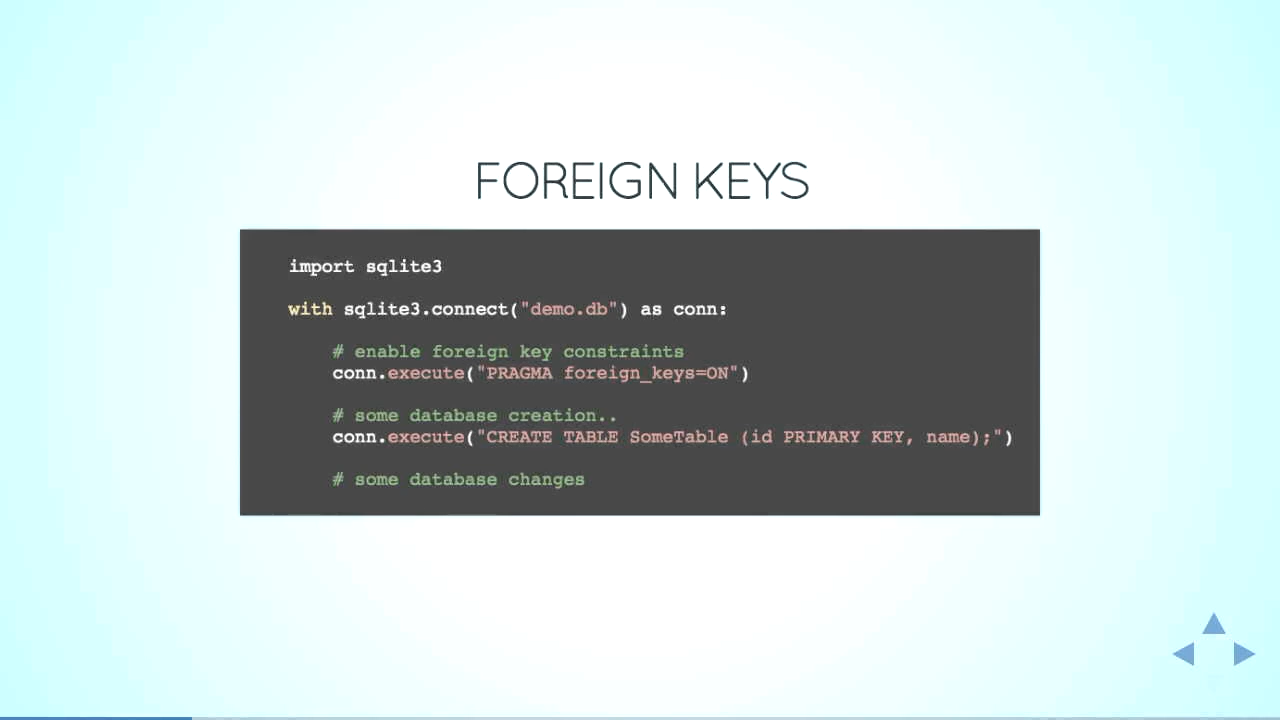 FOREIGN KEYS
import sqlite3
with sqlite3.connect("demo.db") as conn:
# enable foreign key constraints
conn.execute("PRAGMA foreign_keys=ON")
# some database creation..
conn.execute("CREATE TABLE SomeTable (id PRIMARY KEY, name);")
# some database changes